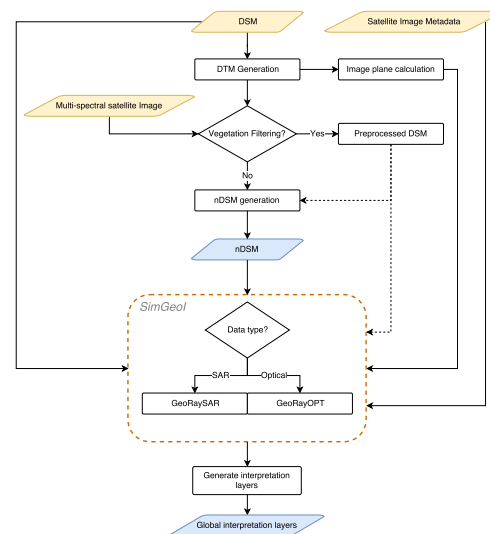 DSM
Satellite Image Metadata
DTM Generation
Image plane calculation
Multi-spectral satellite Image
Vegetation Filtering?
Yes
Preprocessed DSM
No
nDSM generation
nDSM
SimGeoI
Data type?
SAR
Optical
GeoRaySAR
GeoRayOPT
Generate interpretation
layers
Global interpretation layers